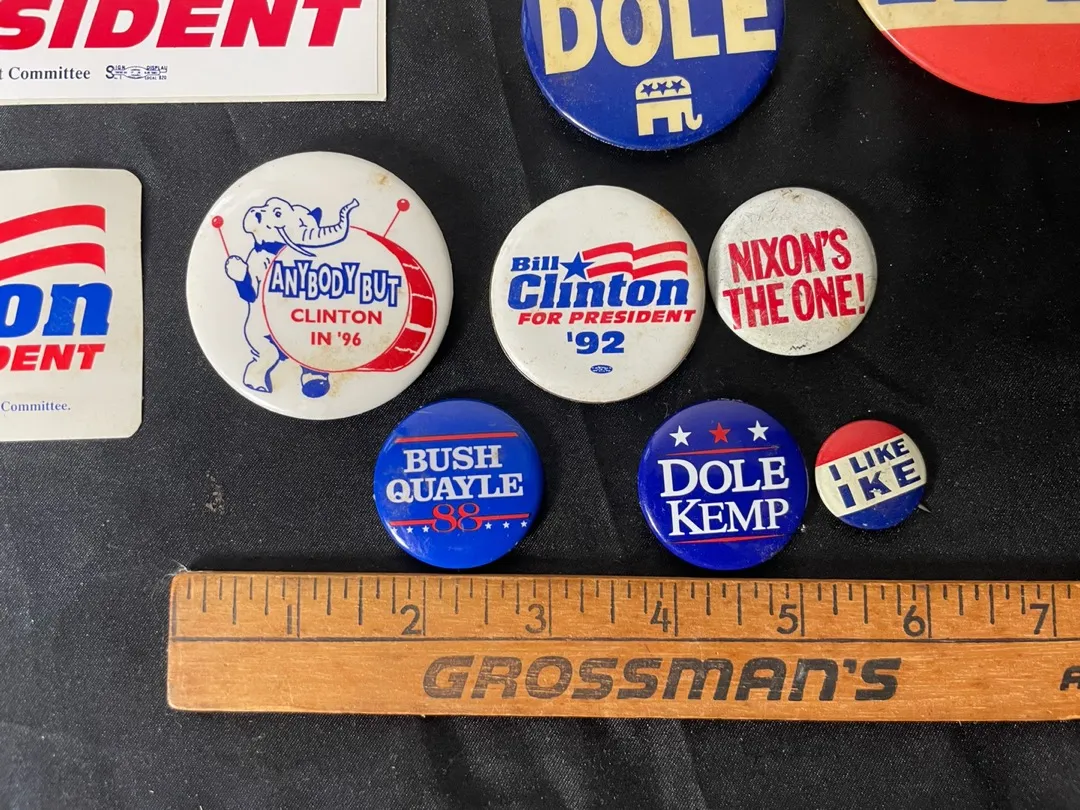 SIDENT
t Committee
DOLE
on
DENT
Committee.
ANYBODY BUT
CLINTON
IN '96
Bill
Clinton
FOR PRESIDENT
'92
NIXON'S
THE ONE!
BUSH
QUAYLE
88
DOLE
KEMP
I LIKE
IKE
1 2 3 4 5 6 7
GROSSMAN'S